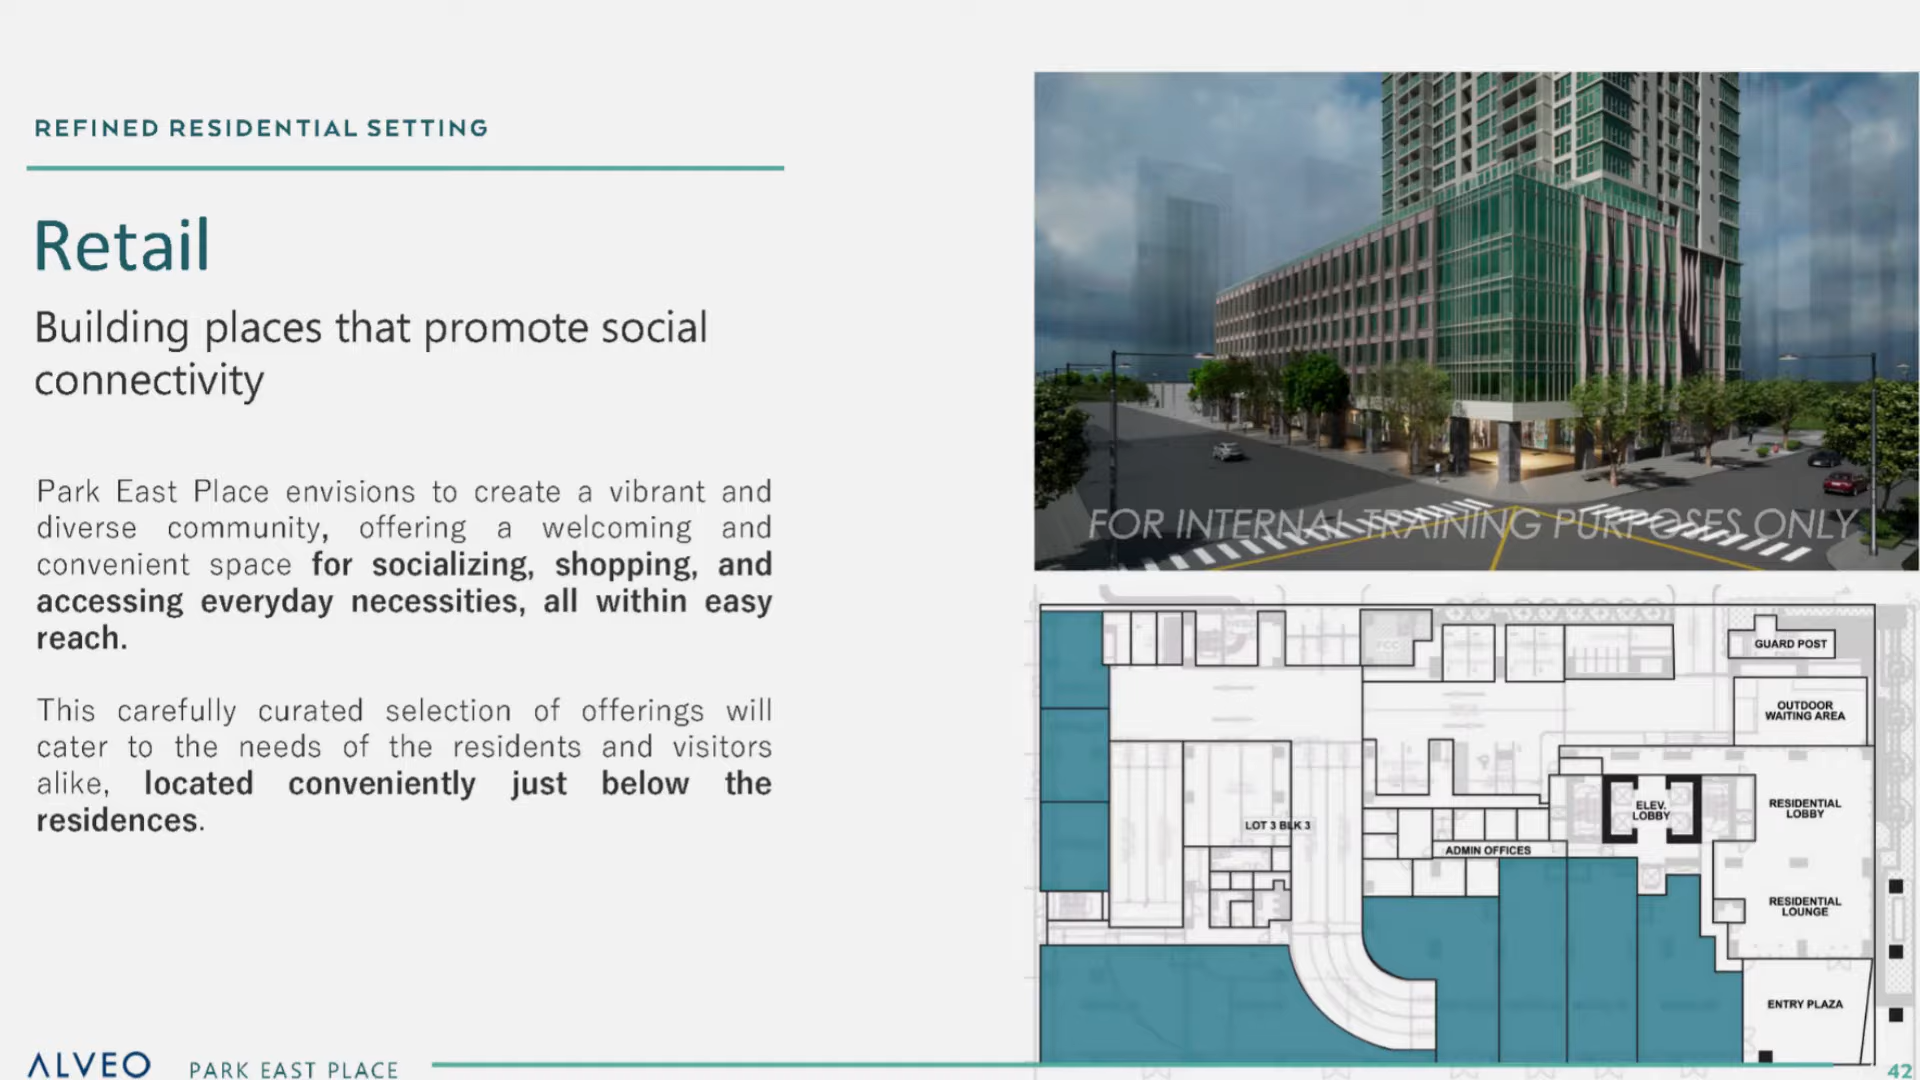 REFINED RESIDENTIAL SETTING
Retail
Building places that promote social
connectivity
Park East Place envisions to create a vibrant and
diverse community, offering a welcoming and
convenient space for socializing, shopping, and
accessing everyday necessities, all within easy
reach.
This carefully curated selection of offerings will
cater to the needs of the residents and visitors
alike, located conveniently just below the
residences.
FOR INTERNAL TRAINING PURPOSES ONLY
FCC
GUARD POST
OUTDOOR
WAITING AREA
ELEV.
LOBBY
RESIDENTIAL
LOBBY
LOT 3 BLK 3
ADMIN OFFICES
RESIDENTIAL
LOUNGE
ENTRY PLAZA
ALVEO
PARK EAST PLACE
42